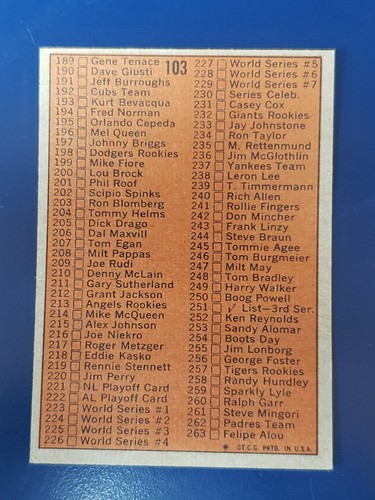 103
189 Gene Tenace
190 Dave Giusti
191 Jeff Burroughs
192 Cubs Team
193 Kurt Bevacqua
194 Fred Norman
195 Orlando Cepeda
196 Mel Queen
197 Johnny Briggs
198 Dodgers Rookies
199 Mike Fiore
200 Lou Brock
201 Phil Roof
202 Scipio Spinks
203 Ron Blomberg
204 Tommy Helms
205 Dick Drago
206 Dal Maxvill
207 Tom Egan
208 Milt Pappas
209 Joe Rudi
210 Denny McLain
211 Gary Sutherland
212 Grant Jackson
213 Angels Rookies
214 Mike McQueen
215 Alex Johnson
216 Joe Niekro
217 Roger Metzger
218 Eddie Kasko
219 Rennie Stennett
220 Jim Perry
221 NL Playoff Card
222 AL Playoff Card
223 World Series #1
224 World Series #2
225 World Series #3
226 World Series #4
227 World Series #5
228 World Series #6
229 World Series #7
230 Series Celeb.
231 Casey Cox
232 Giants Rookies
233 Jay Johnstone
234 Ron Taylor
235 M. Rettenmund
236 Jim McGlothlin
237 Yankees Team
238 Leron Lee
239 T. Timmermann
240 Rich Allen
241 Rollie Fingers
242 Don Mincher
243 Frank Linzy
244 Steve Braun
245 Tommie Agee
246 Tom Burgmeier
247 Milt May
248 Tom Bradley
249 Harry Walker
250 Boog Powell
251 √ List—3rd Ser.
252 Ken Reynolds
253 Sandy Alomar
254 Boots Day
255 Jim Lonborg
256 George Foster
257 Tigers Rookies
258 Randy Hundley
259 Sparkly Lyle
260 Ralph Garr
261 Steve Mingori
262 Padres Team
263 Felipe Alou
* ©T.C.G. PRTD. IN U.S.A.